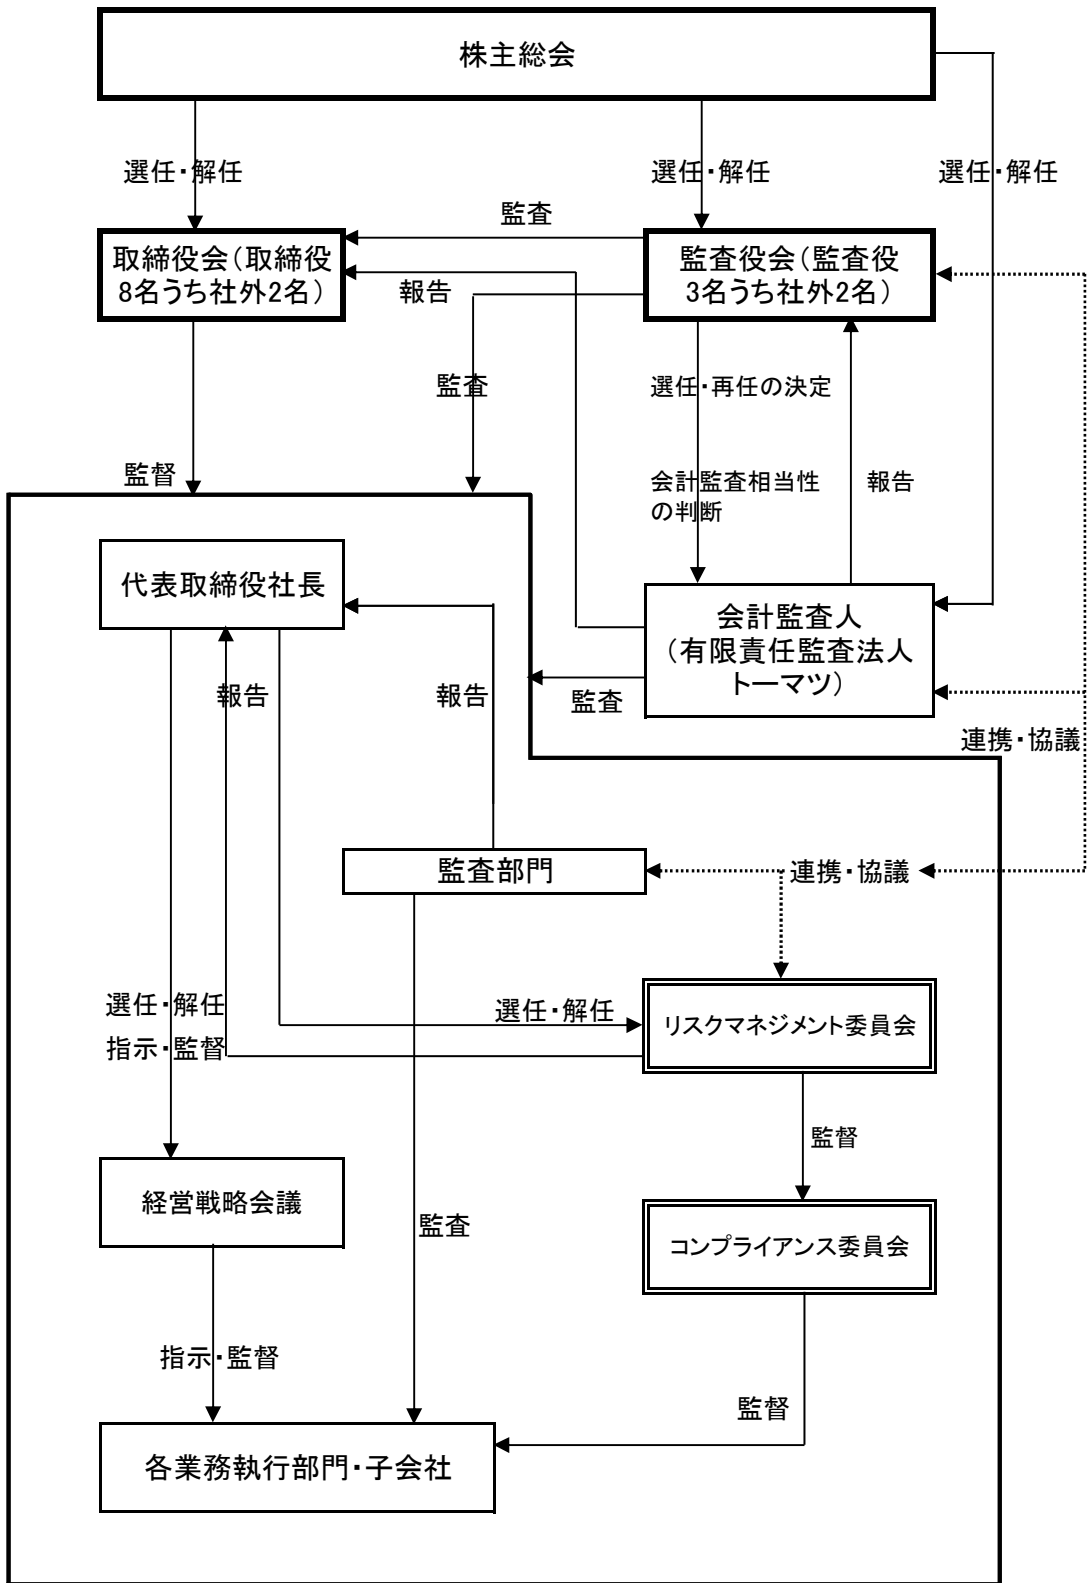 株主総会
選任・解任
選任・解任
選任・解任
監査
取締役会（取締役
8名うち社外2名）
監査役会（監査役
3名うち社外2名）
報告
監査
選任・再任の決定
監督
会計監査相当性
の判断
報告
代表取締役社長
会計監査人
（有限責任監査法人
トーマツ）
報告
報告
監査
連携・協議
監査部門
連携・協議
選任・解任
指示・監督
選任・解任
リスクマネジメント委員会
監督
経営戦略会議
監査
コンプライアンス委員会
指示・監督
監督
各業務執行部門・子会社